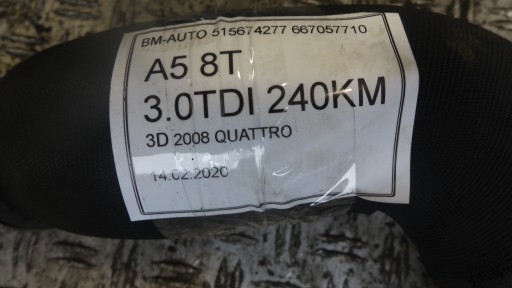 BM-AUTO 515674277 667057710
A5 8T
3.0TDI 240KM
3D 2008 QUATTRO
14.02.2020